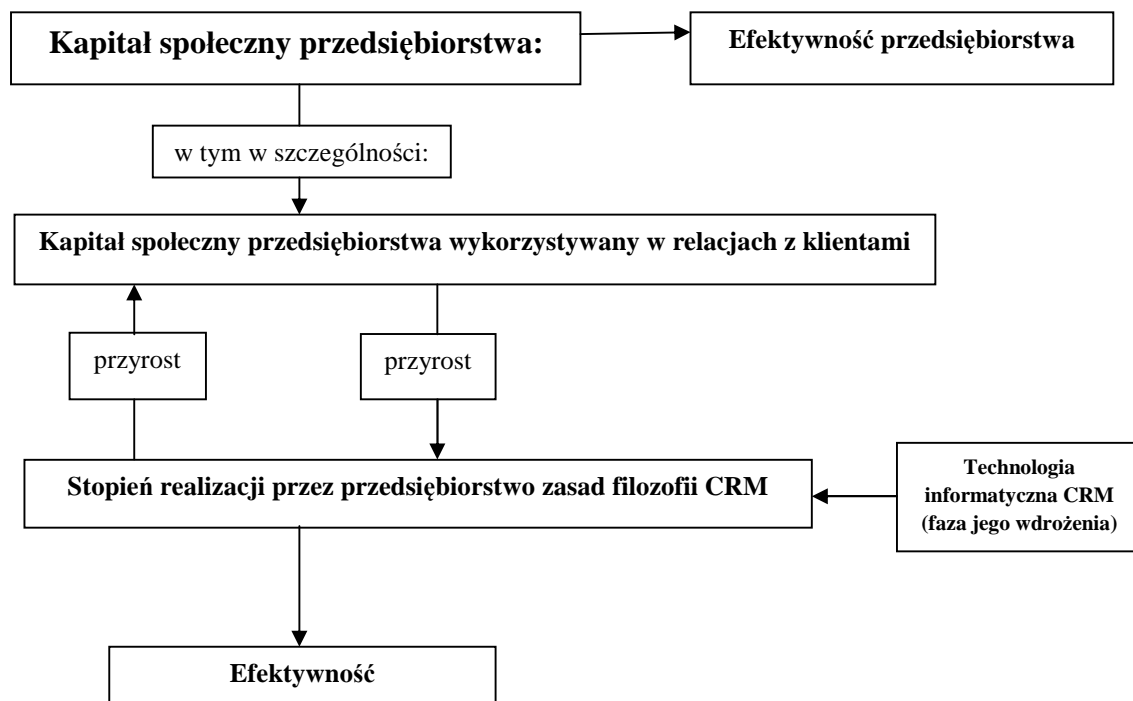 Kapitał społeczny przedsiębiorstwa:
Efektywność przedsiębiorstwa
w tym w szczególności:
Kapitał społeczny przedsiębiorstwa wykorzystywany w relacjach z klientami
przyrost
przyrost
Stopień realizacji przez przedsiębiorstwo zasad filozofii CRM
Technologia
informatyczna CRM
(faza jego wdrożenia)
Efektywność